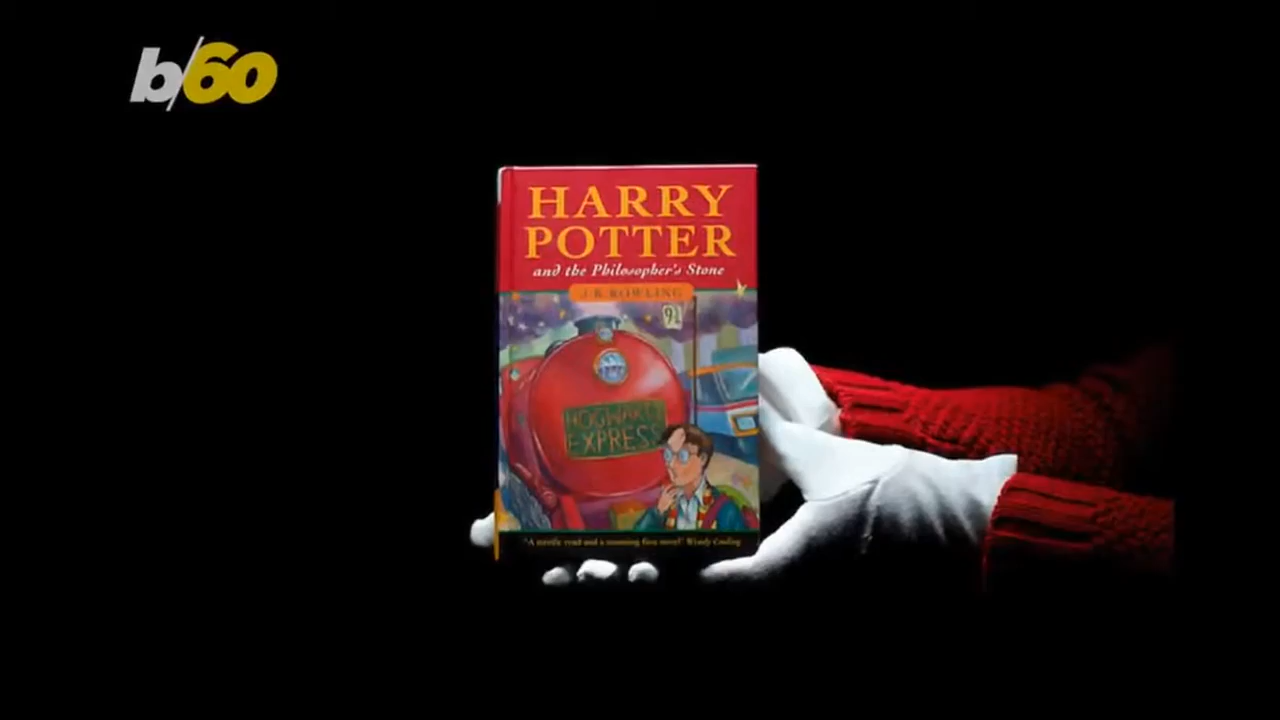 b/60
HARRY
POTTER
and the Philosopher's Stone
J.K.ROWLING
9¾
HOGWARTS
EXPRESS
"A terrific read and a stunning first novel" Wendy Cooling